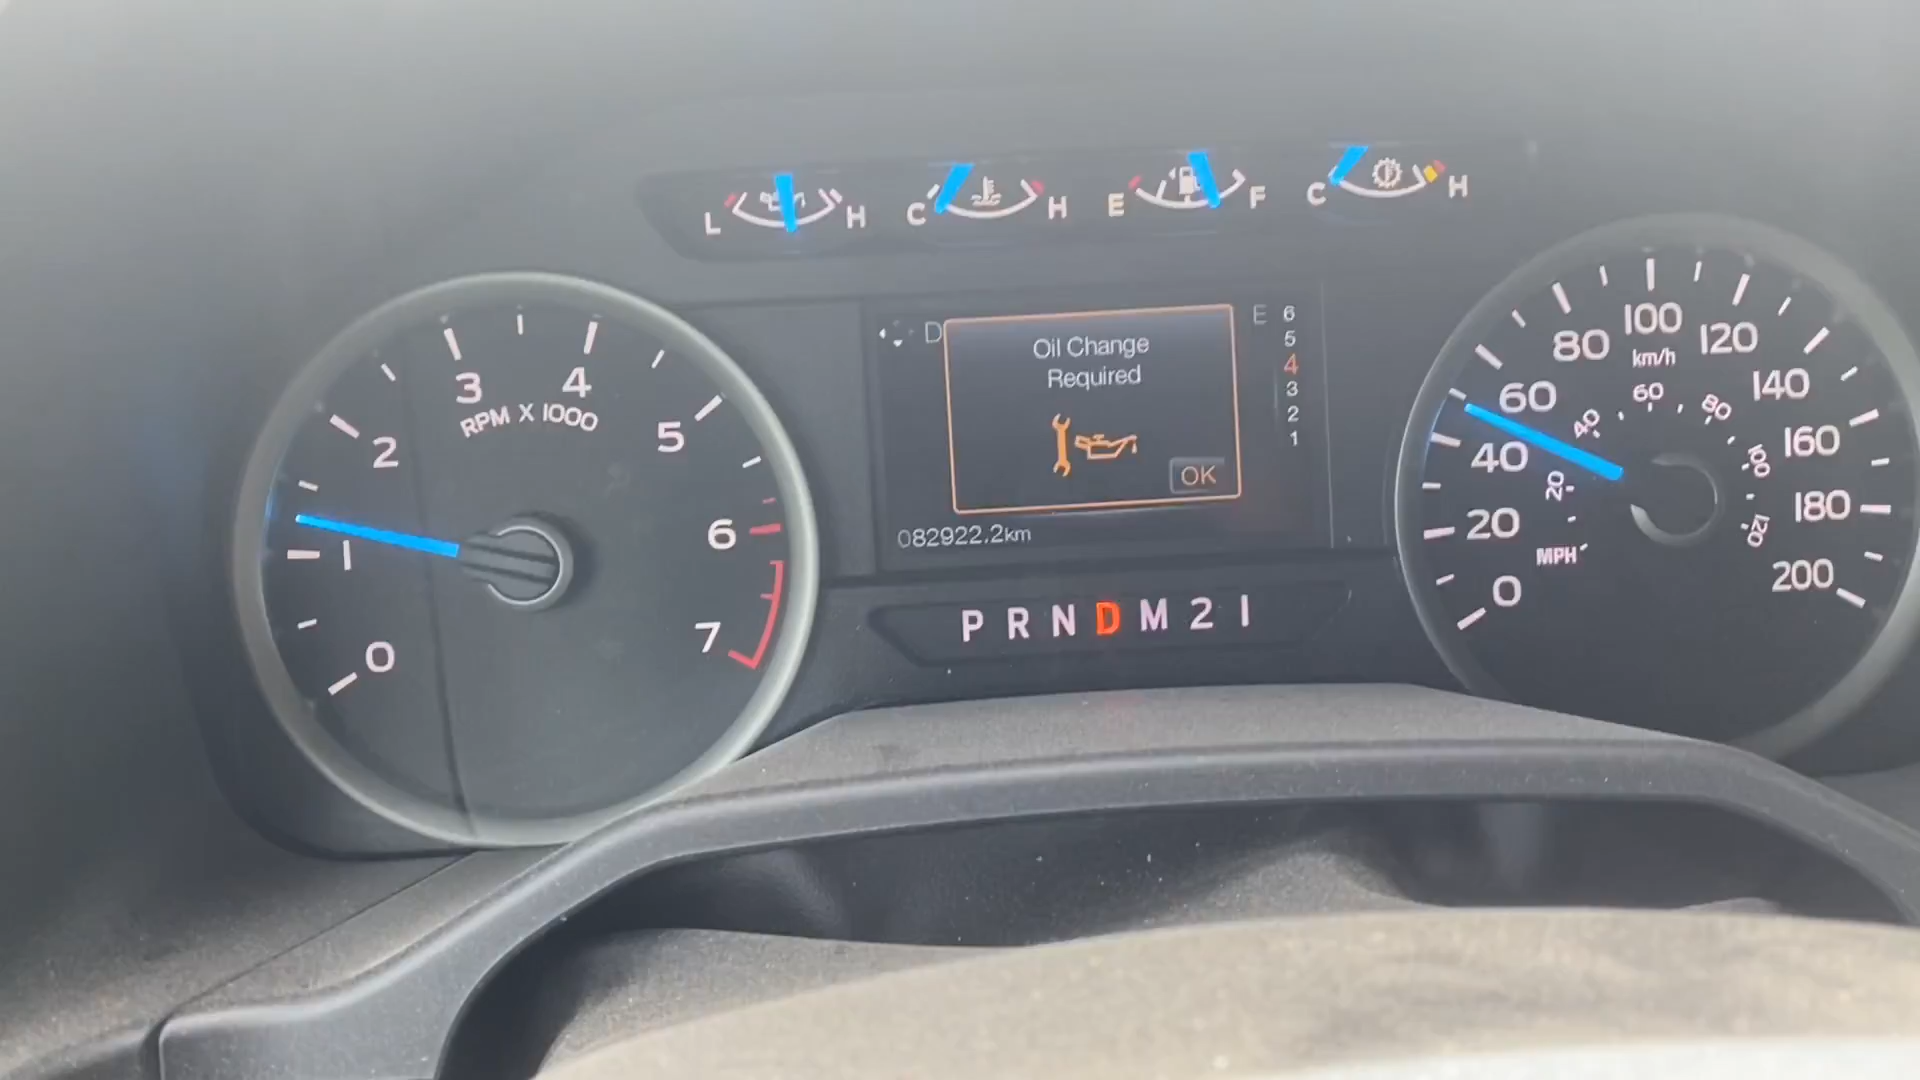 L H C H E F C H
D
Oil Change
Required
OK
E 6
5
4
3
2
1
082922.2km
P R N D M 2 1
0 1 2 3 4 5 6 7
RPM X 1000
0 20 40 60 80 100 120 140 160 180 200
km/h
20 40 60 80 100 120
MPH